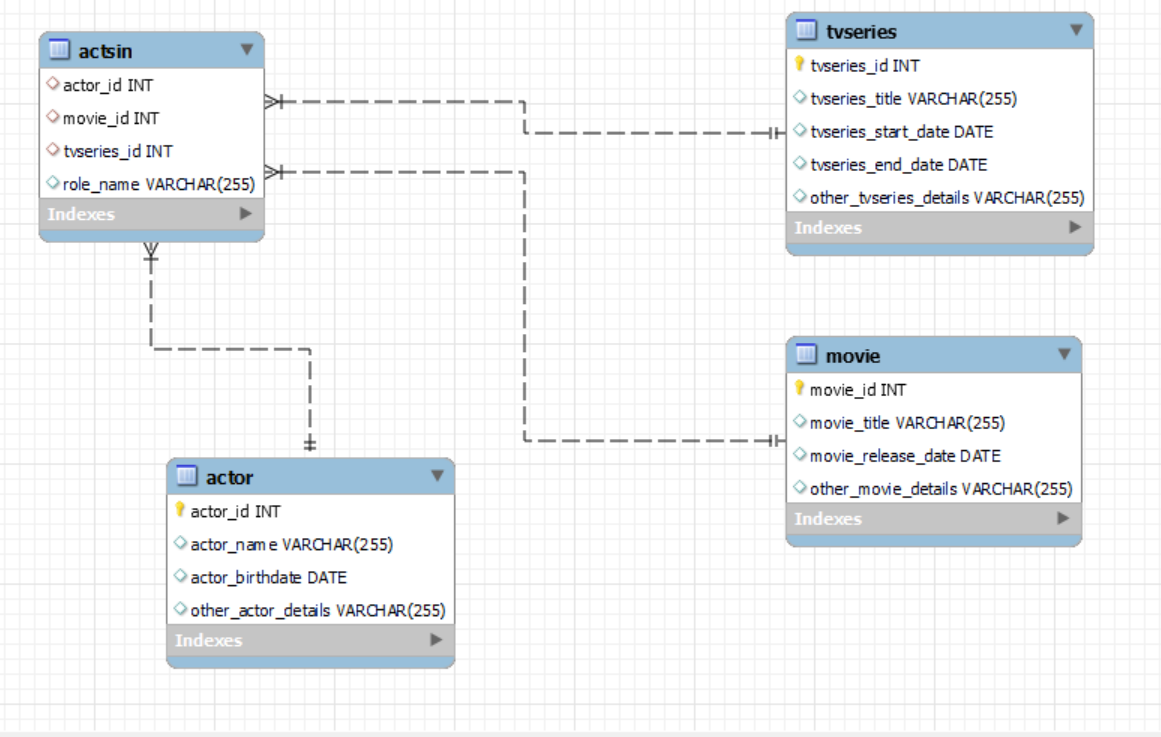 actsin
actor_id INT
movie_id INT
tvseries_id INT
role_name VARCHAR(255)
Indexes
tvseries
tvseries_id INT
tvseries_title VARCHAR(255)
tvseries_start_date DATE
tvseries_end_date DATE
other_tvseries_details VARCHAR(255)
Indexes
movie
movie_id INT
movie_title VARCHAR(255)
movie_release_date DATE
other_movie_details VARCHAR(255)
Indexes
actor
actor_id INT
actor_name VARCHAR(255)
actor_birthdate DATE
other_actor_details VARCHAR(255)
Indexes